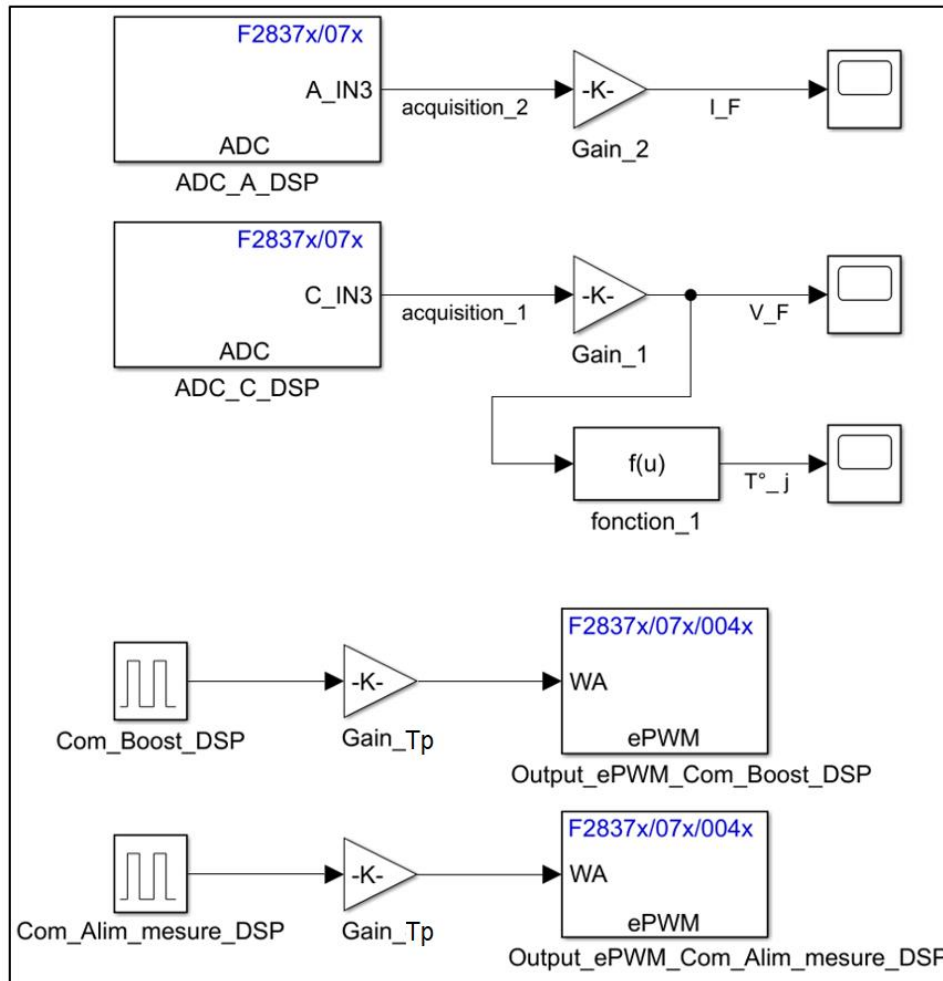 F2837x/07x
A_IN3
ADC
ADC_A_DSP
acquisition_2
-K-
Gain_2
I_F
F2837x/07x
C_IN3
ADC
ADC_C_DSP
acquisition_1
-K-
Gain_1
V_F
f(u)
fonction_1
T°_j
Com_Boost_DSP
-K-
Gain_Tp
F2837x/07x/004x
WA
ePWM
Output_ePWM_Com_Boost_DSP
Com_Alim_mesure_DSP
-K-
Gain_Tp
F2837x/07x/004x
WA
ePWM
Output_ePWM_Com_Alim_mesure_DSP